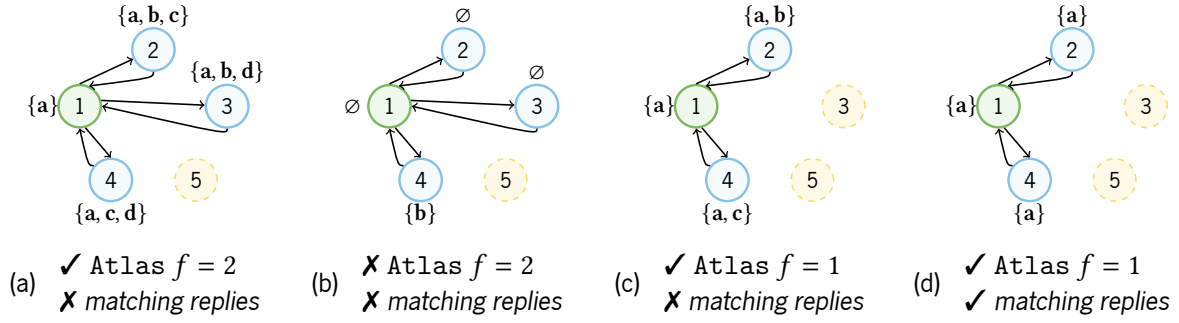 {a, b, c}
2
{a, b, d}
{a}
1
3
4
5
{a, c, d}
(a) ✓ Atlas f = 2
✗ matching replies
∅
2
∅
∅
1
3
4
5
{b}
(b) ✗ Atlas f = 2
✗ matching replies
{a, b}
2
{a}
1
3
4
5
{a, c}
(c) ✓ Atlas f = 1
✗ matching replies
{a}
2
{a}
1
3
4
5
{a}
(d) ✓ Atlas f = 1
✓ matching replies